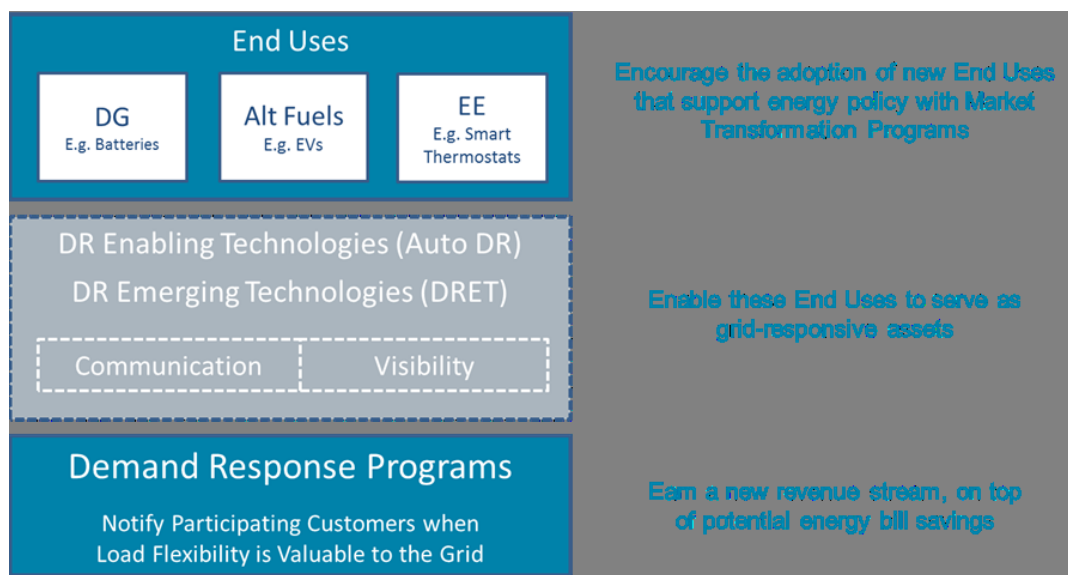 End Uses
DG
E.g. Batteries
Alt Fuels
E.g. EVs
EE
E.g. Smart
Thermostats
Encourage the adoption of new End Uses
that support energy policy with Market
Transformation Programs
DR Enabling Technologies (Auto DR)
DR Emerging Technologies (DRET)
Communication
Visibility
Enable these End Uses to serve as
grid-responsive assets
Demand Response Programs
Notify Participating Customers when
Load Flexibility is Valuable to the Grid
Earn a new revenue stream, on top
of potential energy bill savings